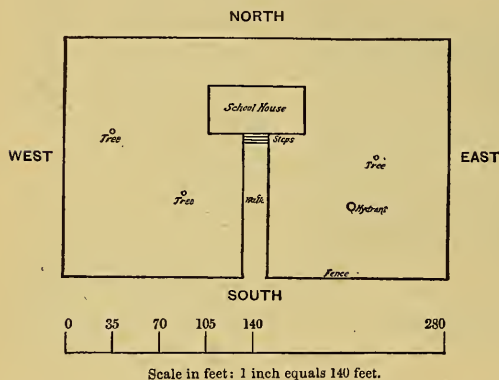 NORTH
School House
Steps
Tree
WEST
EAST
Tree
Tree
Walk
Hydrant
Fence
SOUTH
0 35 70 105 140 280
Scale in feet: 1 inch equals 140 feet.